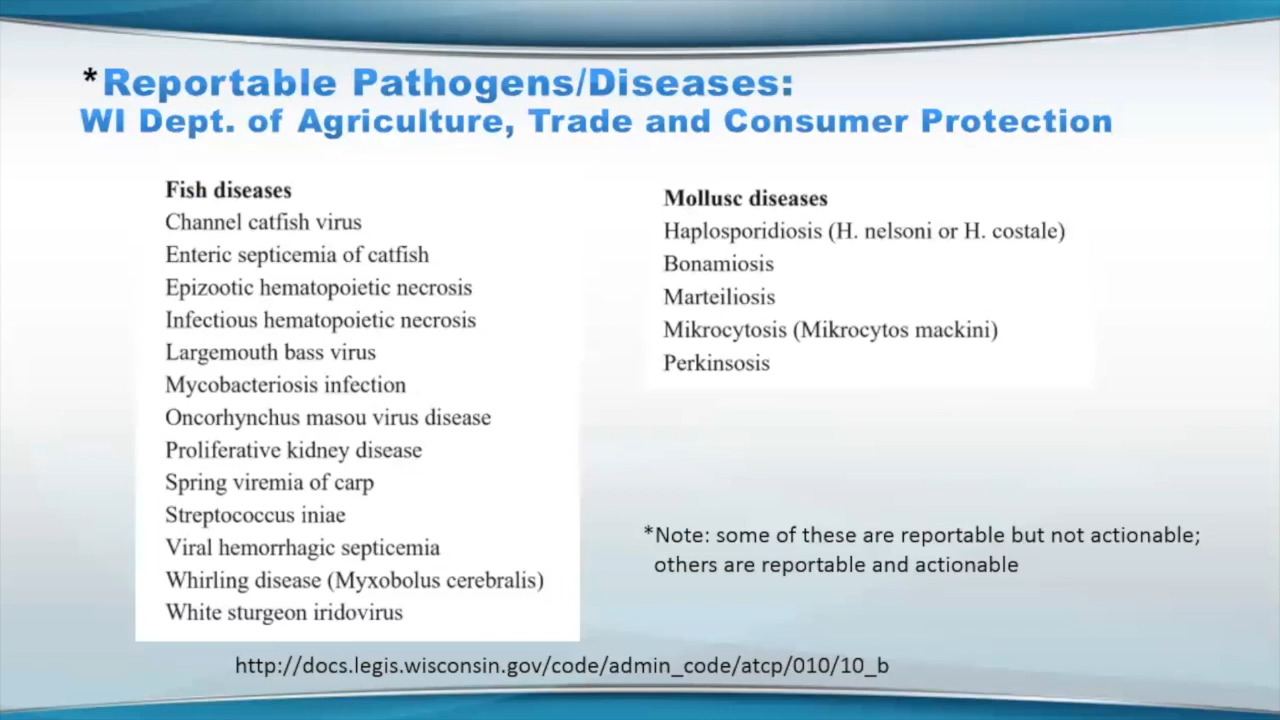 *Reportable Pathogens/Diseases:
WI Dept. of Agriculture, Trade and Consumer Protection
Fish diseases
Channel catfish virus
Enteric septicemia of catfish
Epizootic hematopoietic necrosis
Infectious hematopoietic necrosis
Largemouth bass virus
Mycobacteriosis infection
Oncorhynchus masou virus disease
Proliferative kidney disease
Spring viremia of carp
Streptococcus iniae
Viral hemorrhagic septicemia
Whirling disease (Myxobolus cerebralis)
White sturgeon iridovirus
Mollusc diseases
Haplosporidiosis (H. nelsoni or H. costale)
Bonamiosis
Marteiliosis
Mikrocytosis (Mikrocytos mackini)
Perkinsosis
*Note: some of these are reportable but not actionable;
others are reportable and actionable
http://docs.legis.wisconsin.gov/code/admin_code/atcp/010/10_b